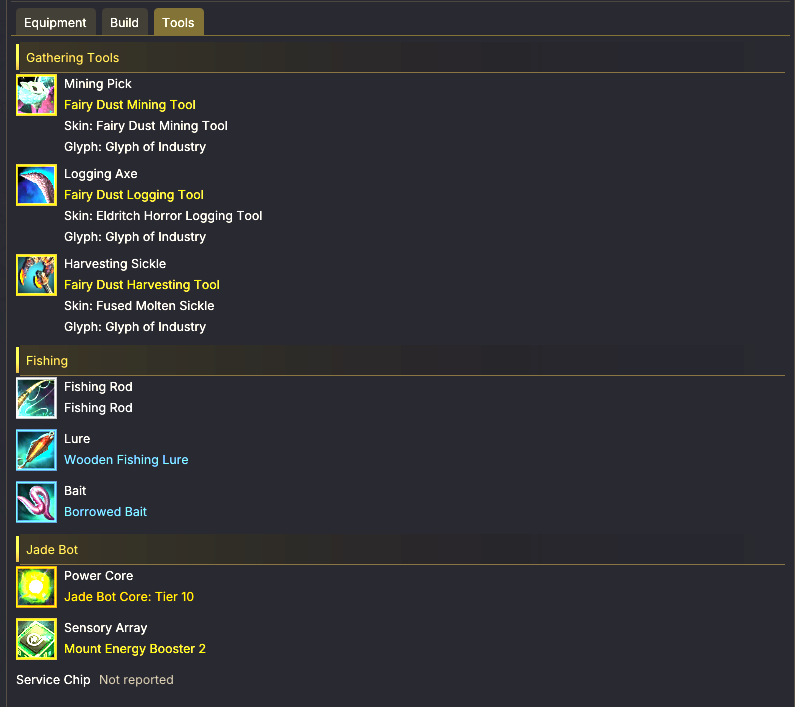 Equipment
Build
Tools
Gathering Tools
Mining Pick
Fairy Dust Mining Tool
Skin: Fairy Dust Mining Tool
Glyph: Glyph of Industry
Logging Axe
Fairy Dust Logging Tool
Skin: Eldritch Horror Logging Tool
Glyph: Glyph of Industry
Harvesting Sickle
Fairy Dust Harvesting Tool
Skin: Fused Molten Sickle
Glyph: Glyph of Industry
Fishing
Fishing Rod
Fishing Rod
Lure
Wooden Fishing Lure
Bait
Borrowed Bait
Jade Bot
Power Core
Jade Bot Core: Tier 10
Sensory Array
Mount Energy Booster 2
Service Chip Not reported